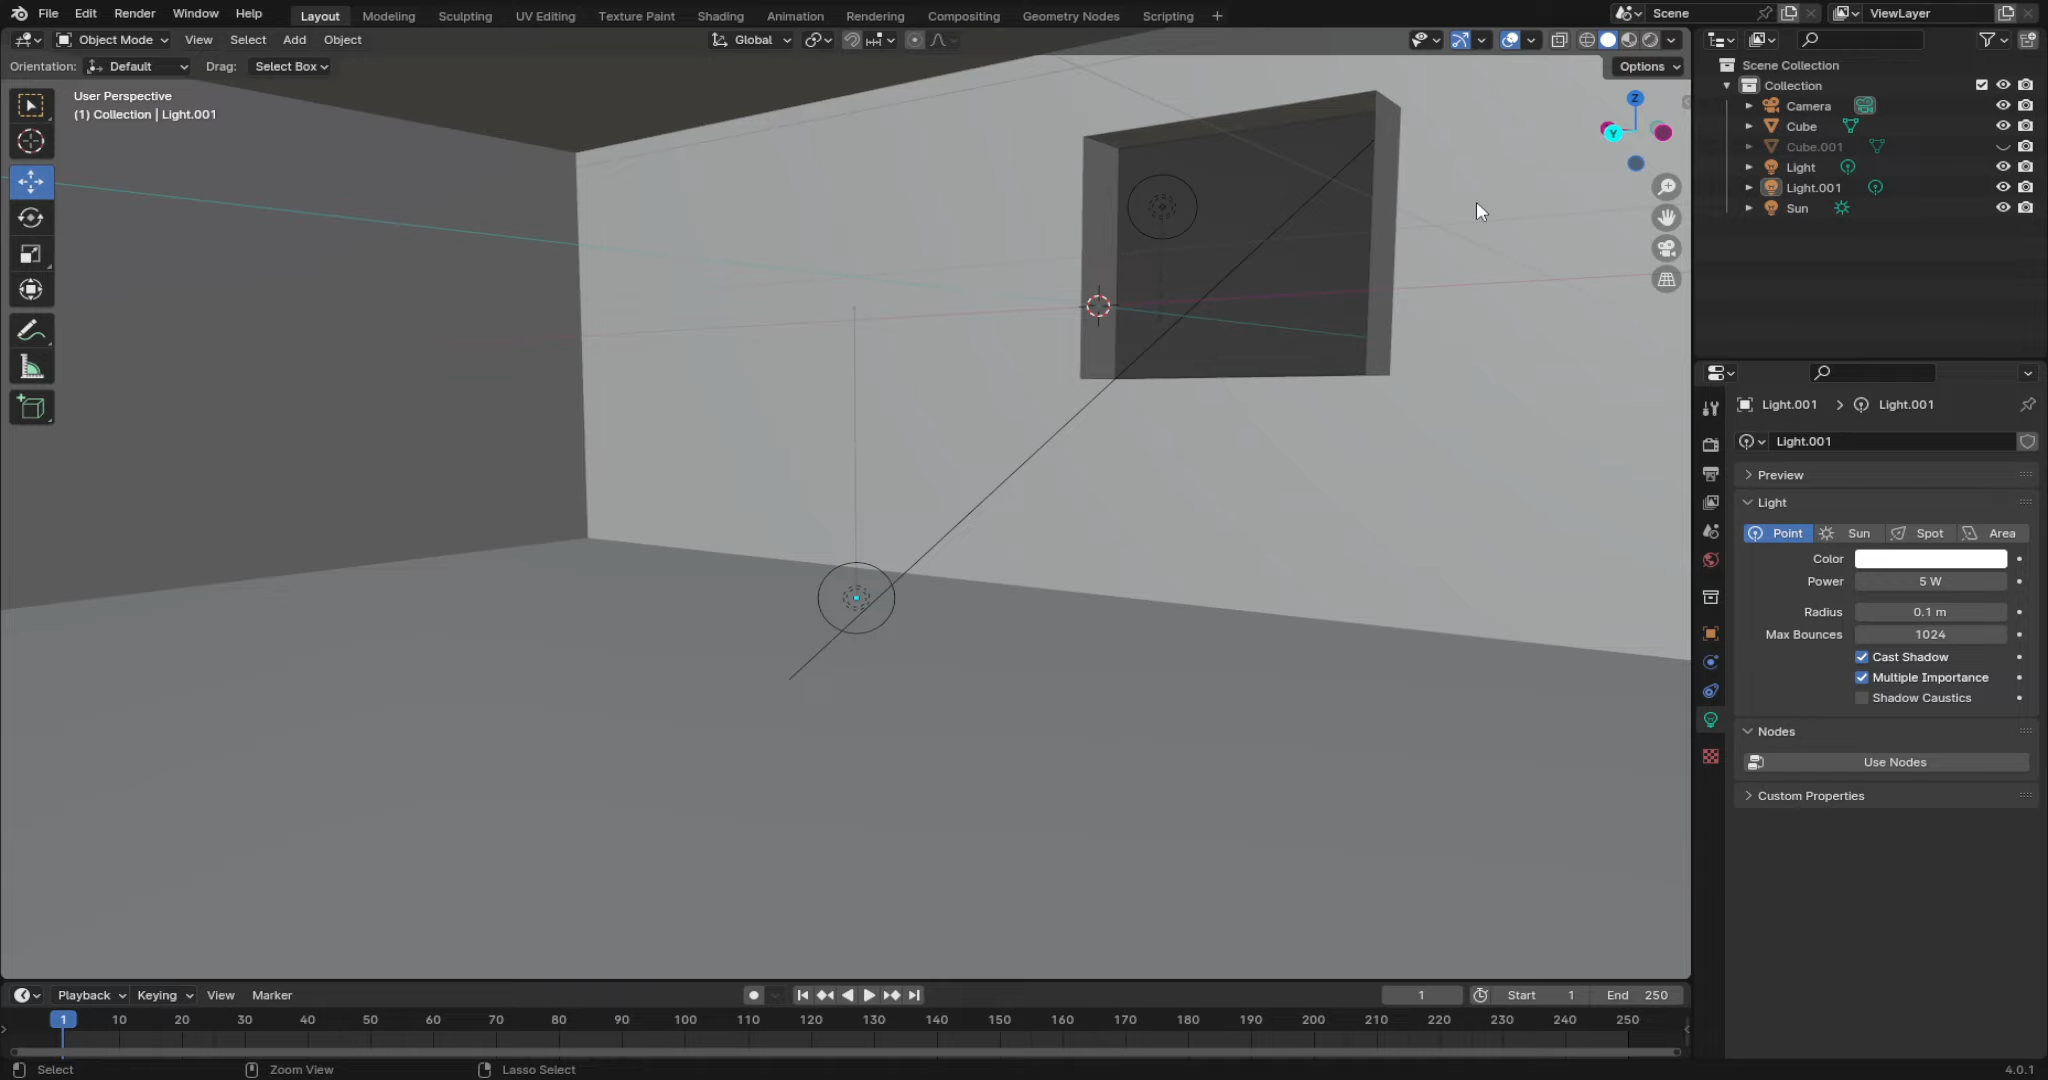 File Edit Render Window Help Layout Modeling Sculpting UV Editing Texture Paint Shading Animation Rendering Compositing Geometry Nodes Scripting + Scene ViewLayer
Object Mode View Select Add Object Global
Orientation: Default Drag: Select Box Options
User Perspective
(1) Collection | Light.001
Z
Y
Scene Collection
Collection
Camera
Cube
Cube.001
Light
Light.001
Sun
Light.001 > Light.001
Light.001
Preview
Light
Point Sun Spot Area
Color
Power 5 W
Radius 0.1 m
Max Bounces 1024
Cast Shadow
Multiple Importance
Shadow Caustics
Nodes
Use Nodes
Custom Properties
Playback Keying View Marker 1 Start 1 End 250
1 10 20 30 40 50 60 70 80 90 100 110 120 130 140 150 160 170 180 190 200 210 220 230 240 250
Select Zoom View Lasso Select 4.0.1